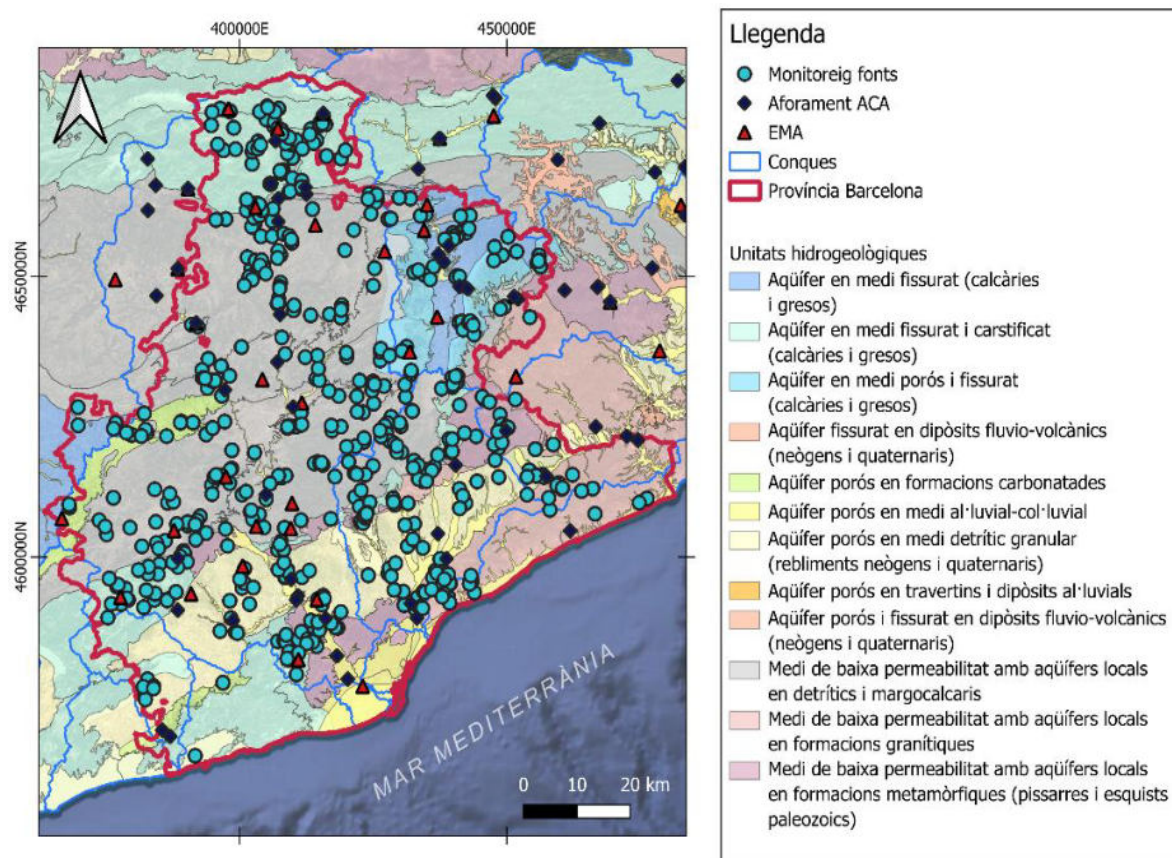 4000000E
4500000E
4650000N
4600000N
MAR MEDITERRÀNIA
0
10
20 km
Llegenda
Monitoreig fonts
Aforament ACA
EMA
Conques
Província Barcelona
Unitats hidrogeològiques
Aqüífer en medi fissurat (calcàries
i gresos)
Aqüífer en medi fissurat i carstificat
(calcàries i gresos)
Aqüífer en medi porós i fissurat
(calcàries i gresos)
Aqüífer fissurat en dipòsits fluvio-volcànics
(neògens i quaternaris)
Aqüífer porós en formacions carbonatades
Aqüífer porós en medi al·luvial-col·luvial
Aqüífer porós en medi detrític granular
(rebliments neògens i quaternaris)
Aqüífer porós en travertins i dipòsits al·luvials
Aqüífer porós i fissurat en dipòsits fluvio-volcànics
(neògens i quaternaris)
Medi de baixa permeabilitat amb aqüífers locals
en detrítics i margocalcaris
Medi de baixa permeabilitat amb aqüífers locals
en formacions granítiques
Medi de baixa permeabilitat amb aqüífers locals
en formacions metamòrfiques (pissarres i esquists
paleozoics)